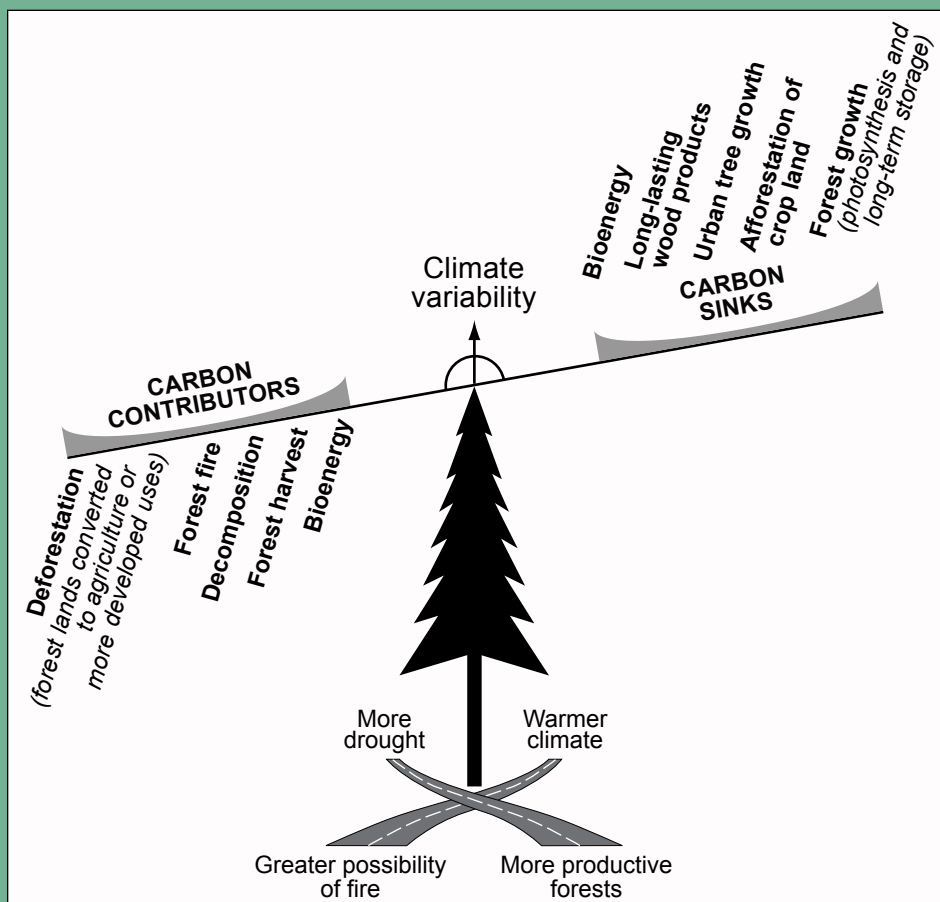 Climate
variability
CARBON
CONTRIBUTORS
Deforestation
(forest lands converted
to agriculture or
more developed uses)
Forest fire
Decomposition
Forest harvest
Bioenergy
CARBON
SINKS
Bioenergy
Long-lasting
wood products
Urban tree growth
Afforestation of
crop land
Forest growth
(photosynthesis and
long-term storage)
More
drought
Warmer
climate
Greater possibility
of fire
More productive
forests